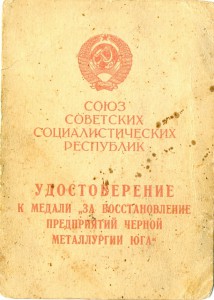 СОЮЗ
СОВЕТСКИХ
СОЦИАЛИСТИЧЕСКИХ
РЕСПУБЛИК
УДОСТОВЕРЕНИЕ
К МЕДАЛИ „ЗА ВОССТАНОВЛЕНИЕ
ПРЕДПРИЯТИЙ ЧЕРНОЙ
МЕТАЛЛУРГИИ ЮГА“